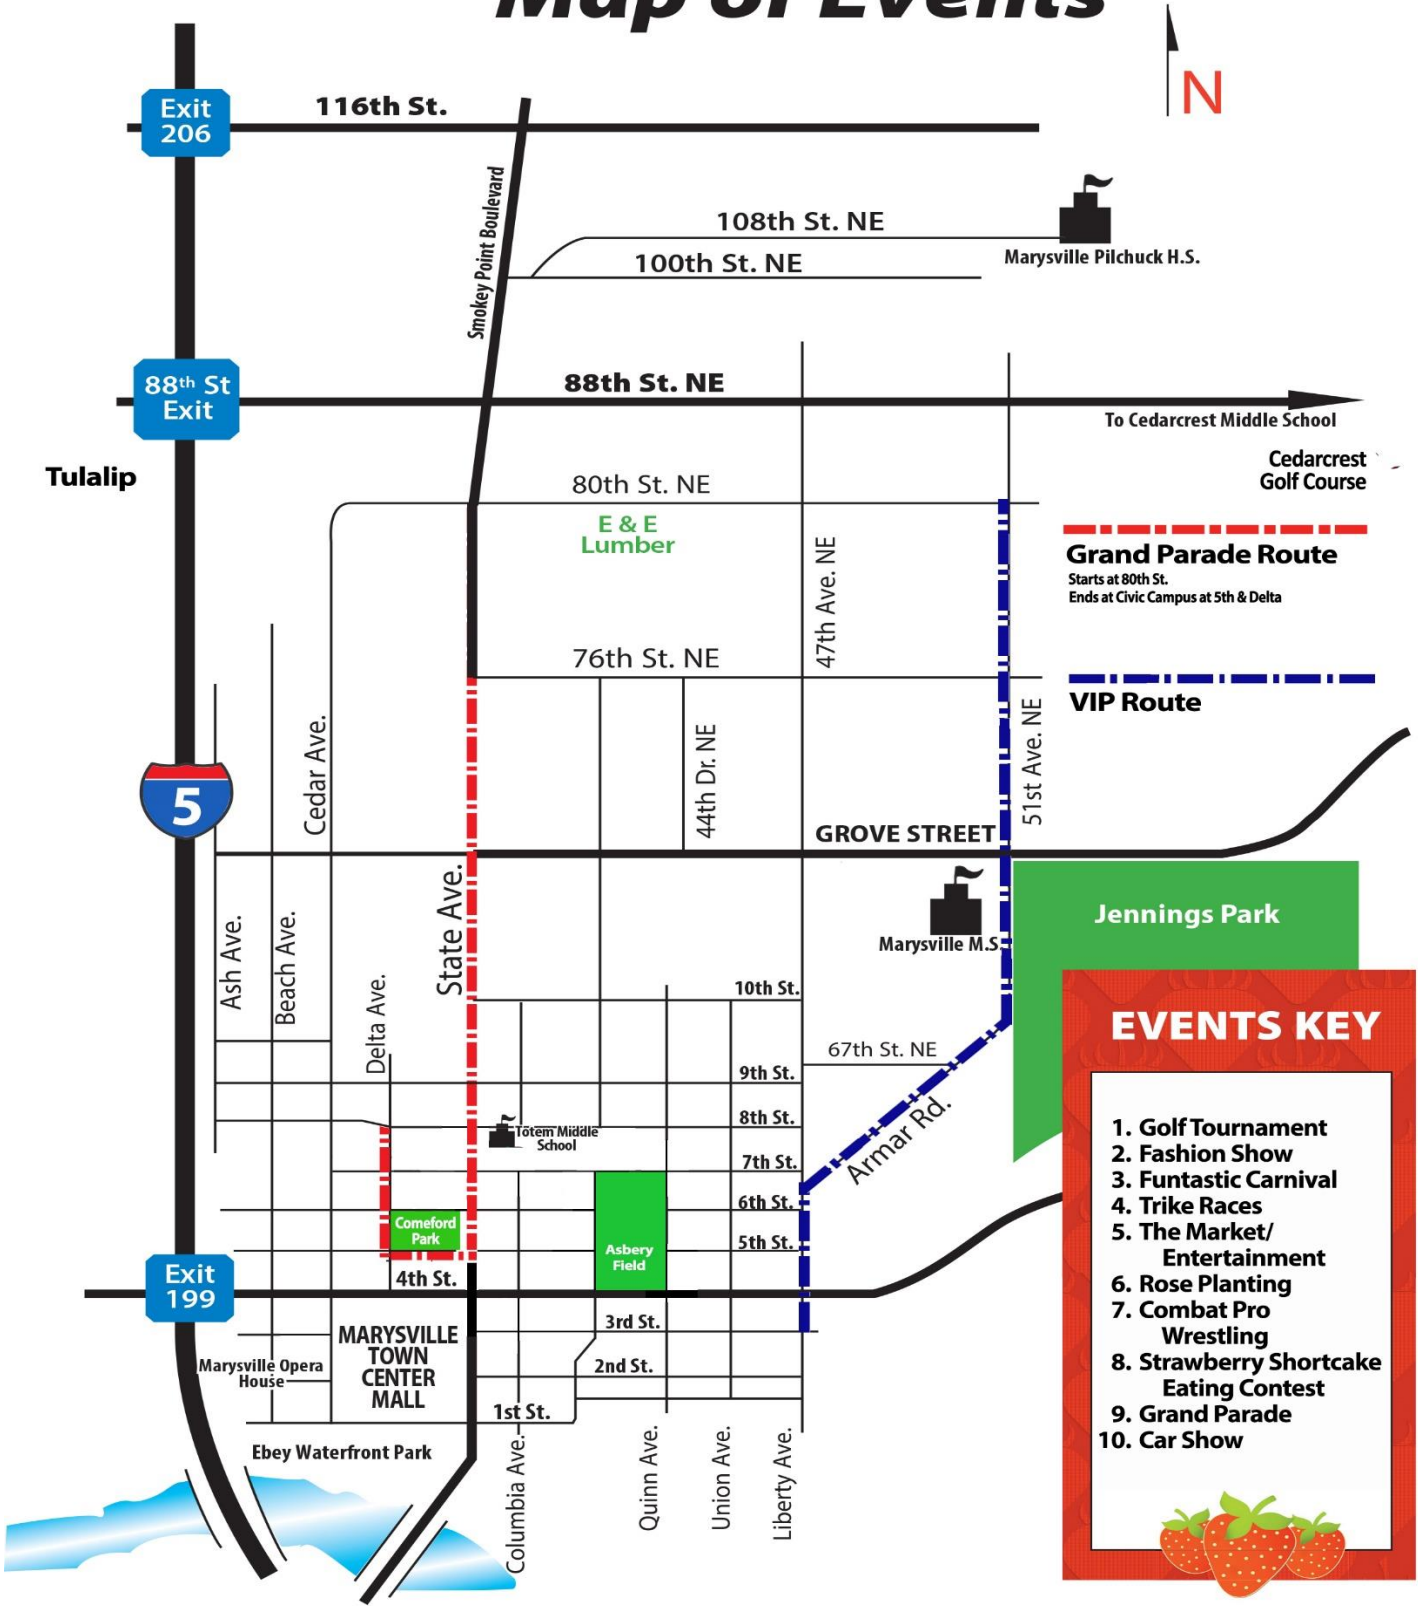 Map of Events
N
Exit
206
116th St.
Smokey Point Boulevard
108th St. NE
100th St. NE
Marysville Pilchuck H.S.
88th St
Exit
88th St. NE
To Cedarcrest Middle School
Tulalip
Cedarcrest
Golf Course
80th St. NE
E & E
Lumber
Grand Parade Route
Starts at 80th St.
Ends at Civic Campus at 5th & Delta
47th Ave. NE
76th St. NE
VIP Route
51st Ave. NE
Cedar Ave.
44th Dr. NE
5
GROVE STREET
State Ave.
Marysville M.S.
Jennings Park
Ash Ave.
Beach Ave.
Delta Ave.
10th St.
67th St. NE
9th St.
Armar Rd.
8th St.
Totem Middle
School
7th St.
6th St.
Comeford
Park
5th St.
Asbery
Field
Exit
199
4th St.
3rd St.
MARYSVILLE
TOWN
CENTER
MALL
Marysville Opera
House
2nd St.
1st St.
Ebey Waterfront Park
Columbia Ave.
Quinn Ave.
Union Ave.
Liberty Ave.
EVENTS KEY
1. Golf Tournament
2. Fashion Show
3. Funtastic Carnival
4. Trike Races
5. The Market/
Entertainment
6. Rose Planting
7. Combat Pro
Wrestling
8. Strawberry Shortcake
Eating Contest
9. Grand Parade
10. Car Show